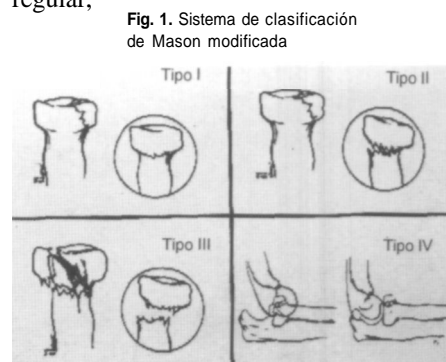 regular,
Fig. 1. Sistema de clasificación
de Mason modificada
Tipo I
Tipo II
Tipo III
Tipo IV